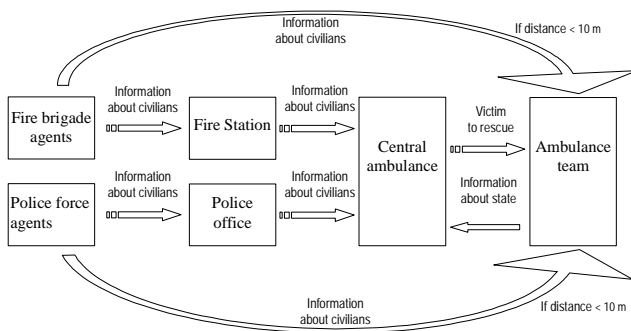 Information
about civilians
If distance < 10 m
Information
about civilians
Information
about civilians
Fire brigade
agents
Fire Station
Central
ambulance
Victim
to rescue
Ambulance
team
Information
about civilians
Information
about civilians
Information
about state
Police force
agents
Police
office
Information
about civilians
If distance < 10 m